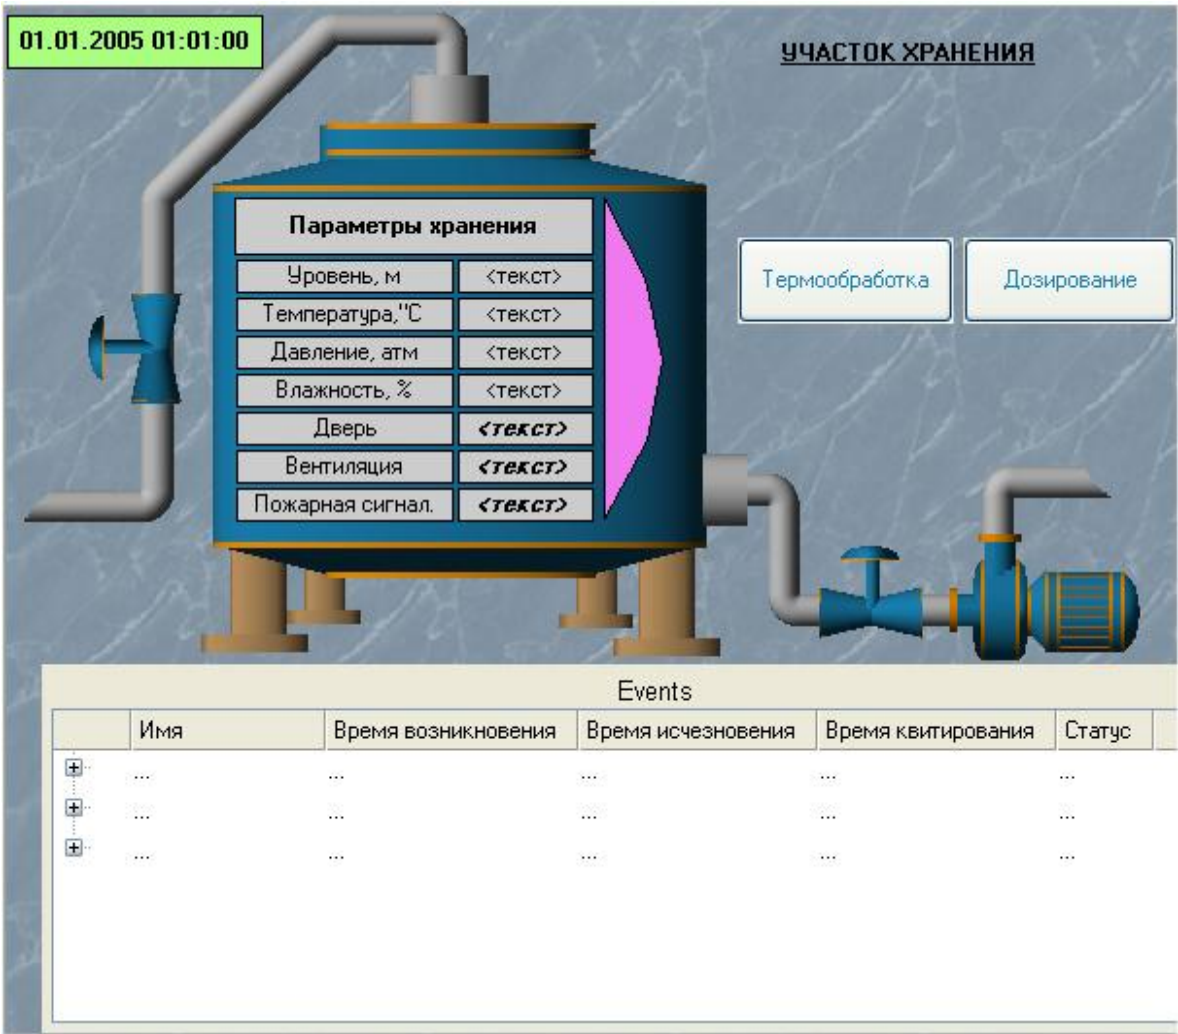 01.01.2005 01:01:00
УЧАСТОК ХРАНЕНИЯ
Параметры хранения
Уровень, м <текст>
Температура,"С <текст>
Давление, атм <текст>
Влажность, % <текст>
Дверь <текст>
Вентиляция <текст>
Пожарная сигнал. <текст>
Термообработка
Дозирование
Events
Имя Время возникновения Время исчезновения Время квитирования Статус
... ... ... ... ...
... ... ... ... ...
... ... ... ... ...